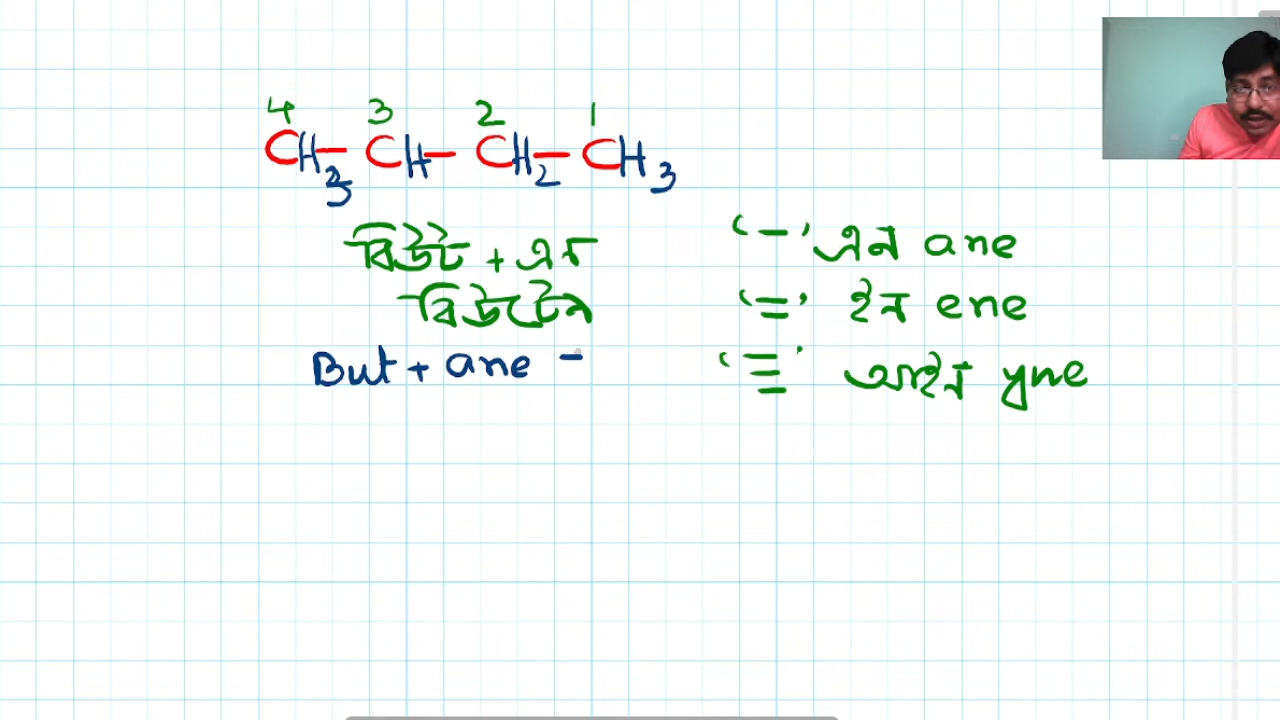 4 3 2 1
CH3 - CH - CH2 - CH3
বিউট + এন
বিউটেন
But + ane -
‘-’ এন ane
‘=’ ইন ene
‘≡’ আইন yne